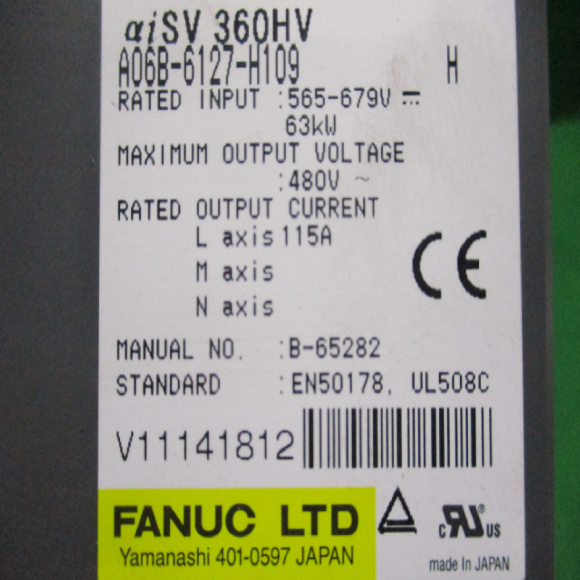 αiSV 360HV
A06B-6127-H109 H
RATED INPUT :565-679V ⎓
63kW
MAXIMUM OUTPUT VOLTAGE
:480V ~
RATED OUTPUT CURRENT
L axis 115A
M axis
N axis
CE
MANUAL NO. :B-65282
STANDARD :EN50178, UL508C
V11141812
FANUC LTD
Yamanashi 401-0597 JAPAN
c RU US
made in JAPAN